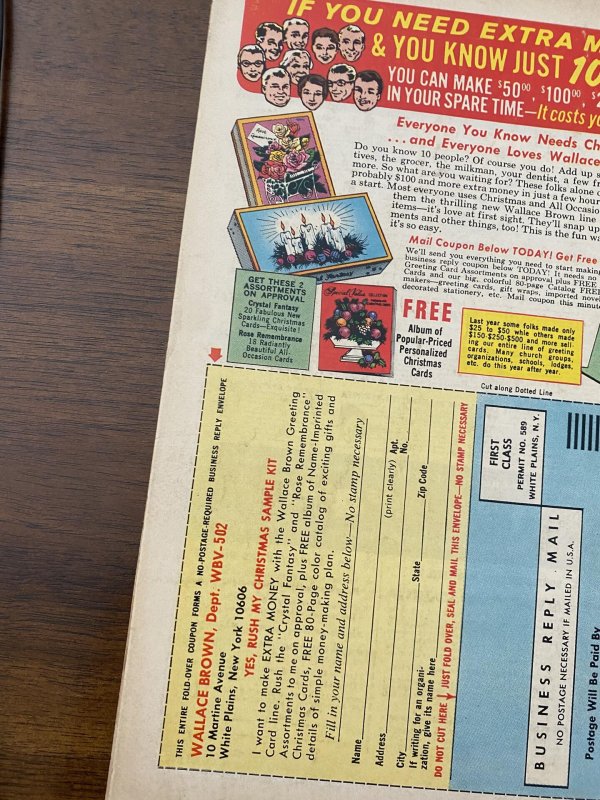 IF YOU NEED EXTRA M
& YOU KNOW JUST 10
YOU CAN MAKE $50⁰⁰, $100⁰⁰, $2
IN YOUR SPARE TIME—It costs yo
Everyone You Know Needs Ch
...and Everyone Loves Wallace
Do you know 10 people? Of course you do! Add up s
tives, the grocer, the milkman, your dentist, a few fr
more. So what are you waiting for? These folks alone c
probably $100 and more extra money in just a few hour
a start. Most everyone uses Christmas and All Occasio
them the thrilling new Wallace Brown line
items—it's love at first sight. They'll snap up
ments and other things, too! This is the fun wa
it's so easy.
Mail Coupon Below TODAY! Get Free
We'll send you everything you need to start makin
business reply coupon below TODAY! It needs no
Greeting Card Assortments on approval plus FREE
Cards and our big, colorful 80-page Catalog FREE
makers—greeting cards, gift wraps, imported novel
decorated stationery, etc. Mail coupon this minute
GET THESE 2
ASSORTMENTS
ON APPROVAL
Crystal Fantasy
20 Fabulous New
Sparkling Christmas
Cards—Exquisite!
Rose Remembrance
18 Radiantly
Beautiful All-
Occasion Cards
Special Value COLLECTION
FREE
Album of
Popular-Priced
Personalized
Christmas
Cards
Last year some folks made only
$25 to $50 while others made
$150-$250-$500 and more sell-
ing our entire line of greeting
cards. Many church groups,
organizations, schools, lodges,
etc. do this year after year.
Cut along Dotted Line
THIS ENTIRE FOLD-OVER COUPON FORMS A NO-POSTAGE-REQUIRED BUSINESS REPLY ENVELOPE
WALLACE BROWN, Dept. WBV-502
10 Martine Avenue
White Plains, New York 10606
YES, RUSH MY CHRISTMAS SAMPLE KIT
I want to make EXTRA MONEY with the Wallace Brown Greeting
Card line. Rush the "Crystal Fantasy" and "Rose Remembrance"
Assortments to me on approval, plus FREE album of Name-Imprinted
Christmas Cards, FREE 80-Page color catalog of exciting gifts and
details of simple money-making plan.
Fill in your name and address below—No stamp necessary
Name
(print clearly)
Address
Apt. No.
City
State
Zip Code
If writing for an organi-
zation, give its name here
DO NOT CUT HERE JUST FOLD OVER, SEAL AND MAIL THIS ENVELOPE—NO STAMP NECESSARY
FIRST
CLASS
PERMIT NO. 589
WHITE PLAINS, N.Y.
BUSINESS REPLY MAIL
NO POSTAGE NECESSARY IF MAILED IN U.S.A.
Postage Will Be Paid By